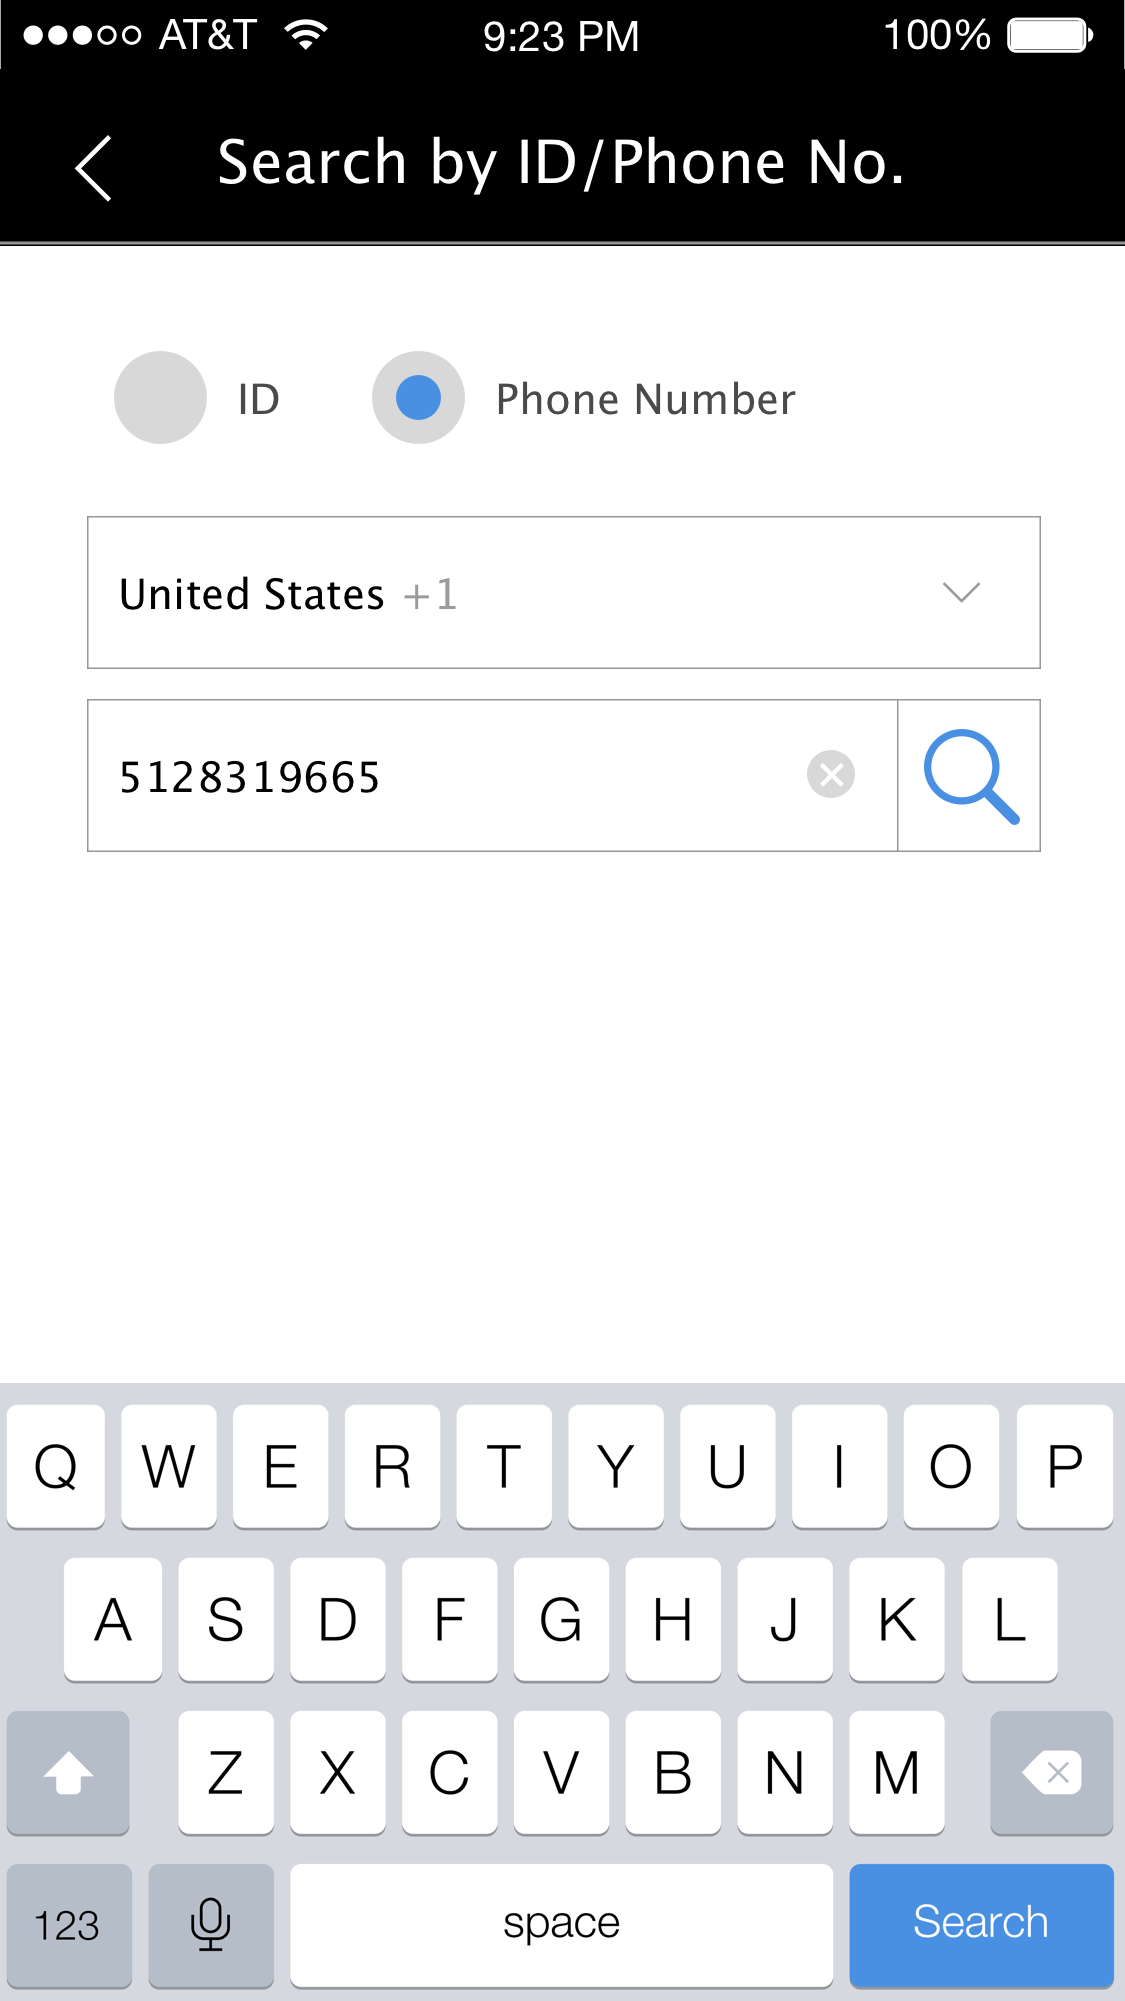 AT&T 9:23 PM 100%
Search by ID/Phone No.
ID Phone Number
United States +1
5128319665
Q W E R T Y U I O P
A S D F G H J K L
Z X C V B N M
123 space Search